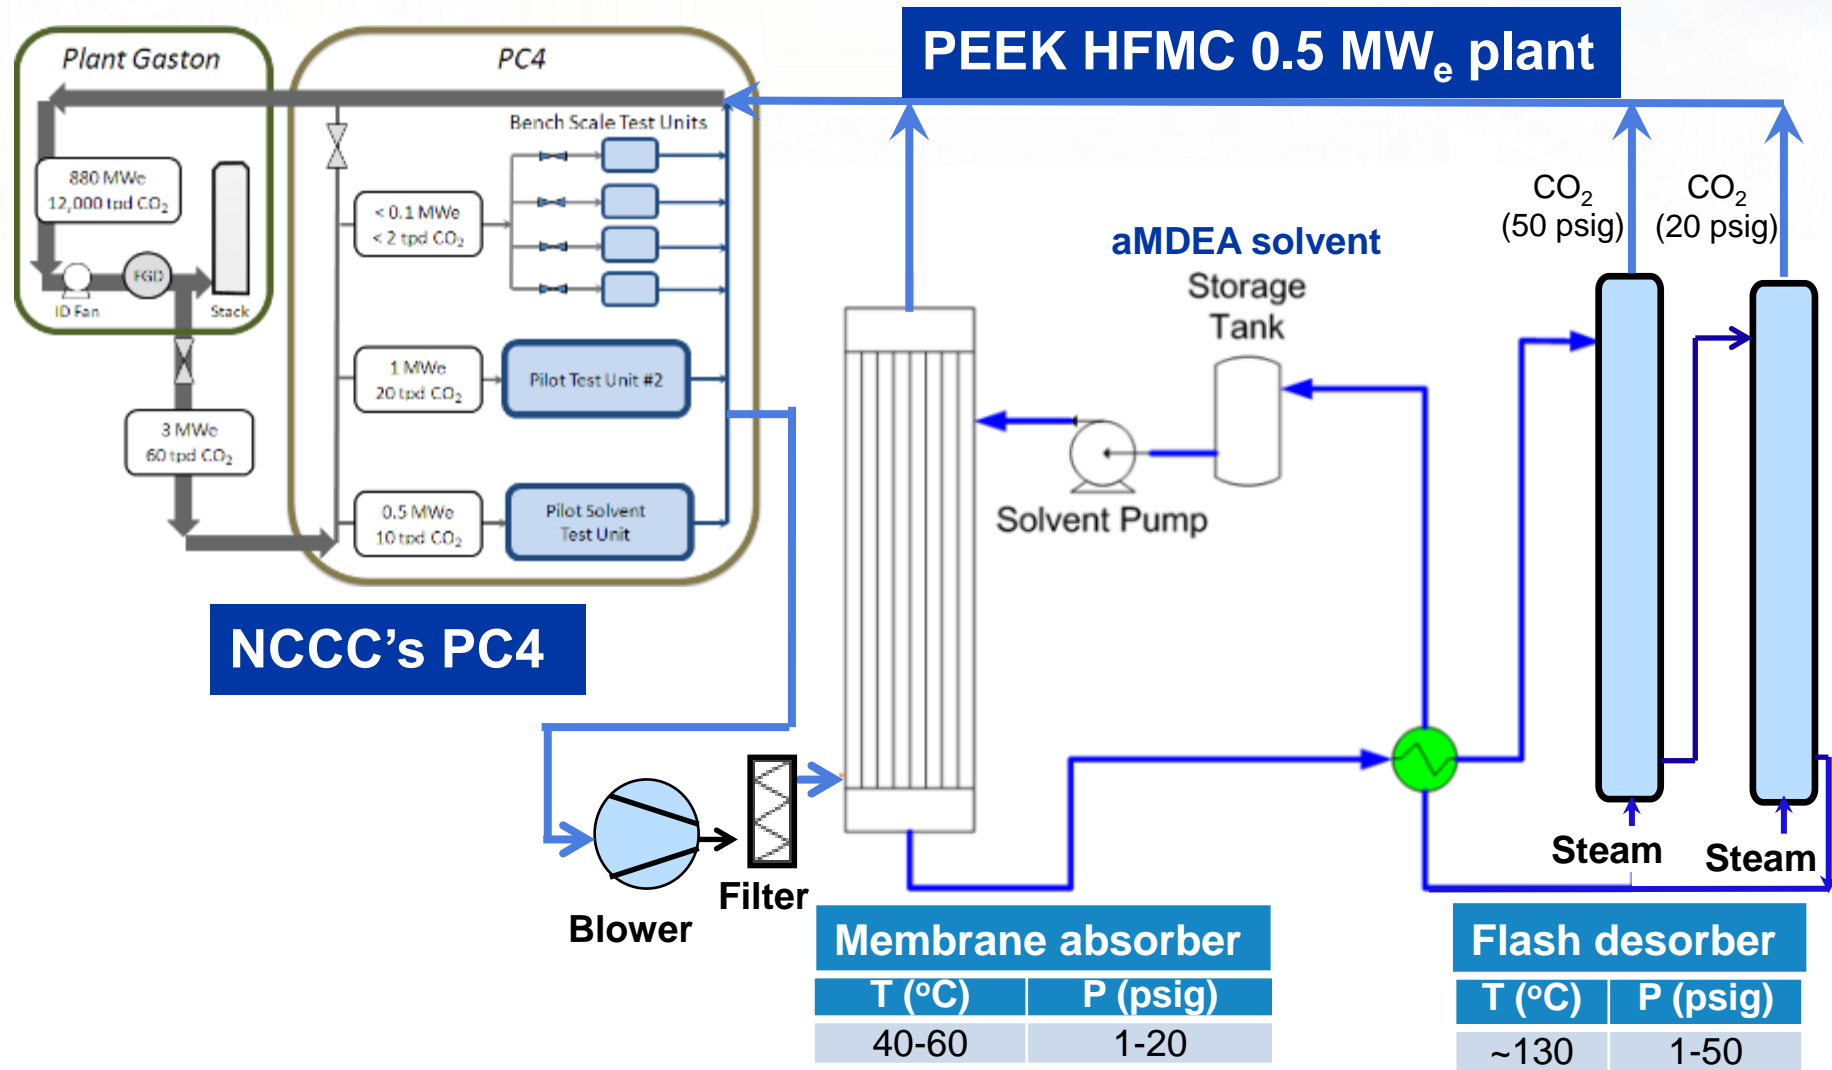 PEEK HFMC 0.5 MWₑ plant
Plant Gaston
PC4
Bench Scale Test Units
880 MWe
12,000 tpd CO₂
FGD
ID Fan
Stack
< 0.1 MWe
< 2 tpd CO₂
1 MWe
20 tpd CO₂
Pilot Test Unit #2
3 MWe
60 tpd CO₂
0.5 MWe
10 tpd CO₂
Pilot Solvent
Test Unit
NCCC’s PC4
CO₂
(50 psig)
CO₂
(20 psig)
aMDEA solvent
Storage
Tank
Solvent Pump
Steam
Steam
Filter
Blower
Membrane absorber
T (ᵒC) P (psig)
40-60 1-20
Flash desorber
T (ᵒC) P (psig)
~130 1-50